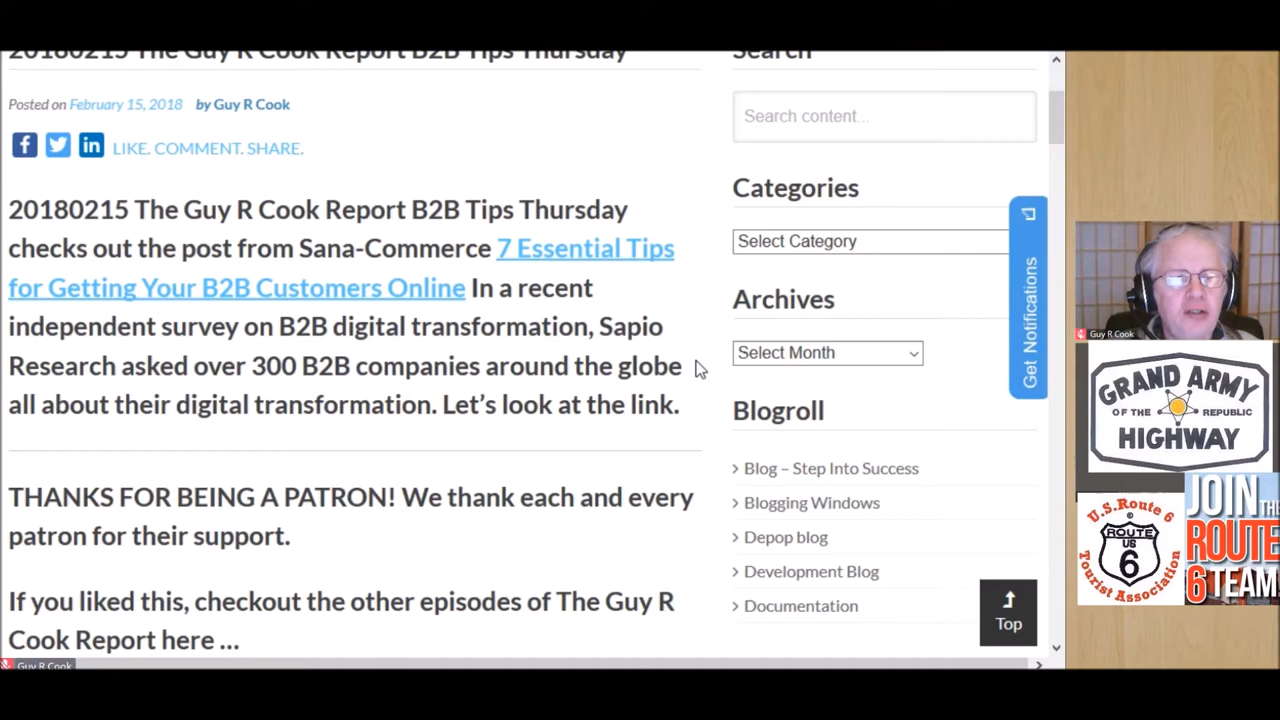 20180215 The Guy R Cook Report B2B Tips Thursday
Posted on February 15, 2018 by Guy R Cook
LIKE. COMMENT. SHARE.
20180215 The Guy R Cook Report B2B Tips Thursday
checks out the post from Sana-Commerce 7 Essential Tips
for Getting Your B2B Customers Online In a recent
independent survey on B2B digital transformation, Sapio
Research asked over 300 B2B companies around the globe
all about their digital transformation. Let’s look at the link.
THANKS FOR BEING A PATRON! We thank each and every
patron for their support.
If you liked this, checkout the other episodes of The Guy R
Cook Report here ...
Guy R Cook
Search
Search content...
Categories
Select Category
Archives
Select Month
Blogroll
Blog – Step Into Success
Blogging Windows
Depop blog
Development Blog
Documentation
Get Notifications
Top
Guy R Cook
GRAND ARMY
OF THE REPUBLIC
HIGHWAY
U.S. Route 6
©
ROUTE
US
6
Tourist Association
JOIN THE
ROUTE
6 TEAM.